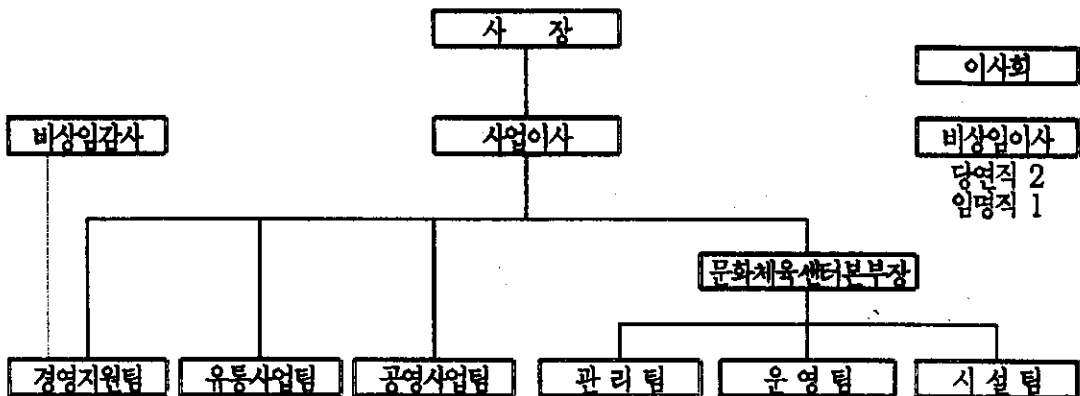 사 장
이사회
비상임감사
사업이사
비상임이사
당연직 2
임명직 1
문화체육센터본부장
경영지원팀
유통사업팀
공영사업팀
관 리 팀
운 영 팀
시 설 팀